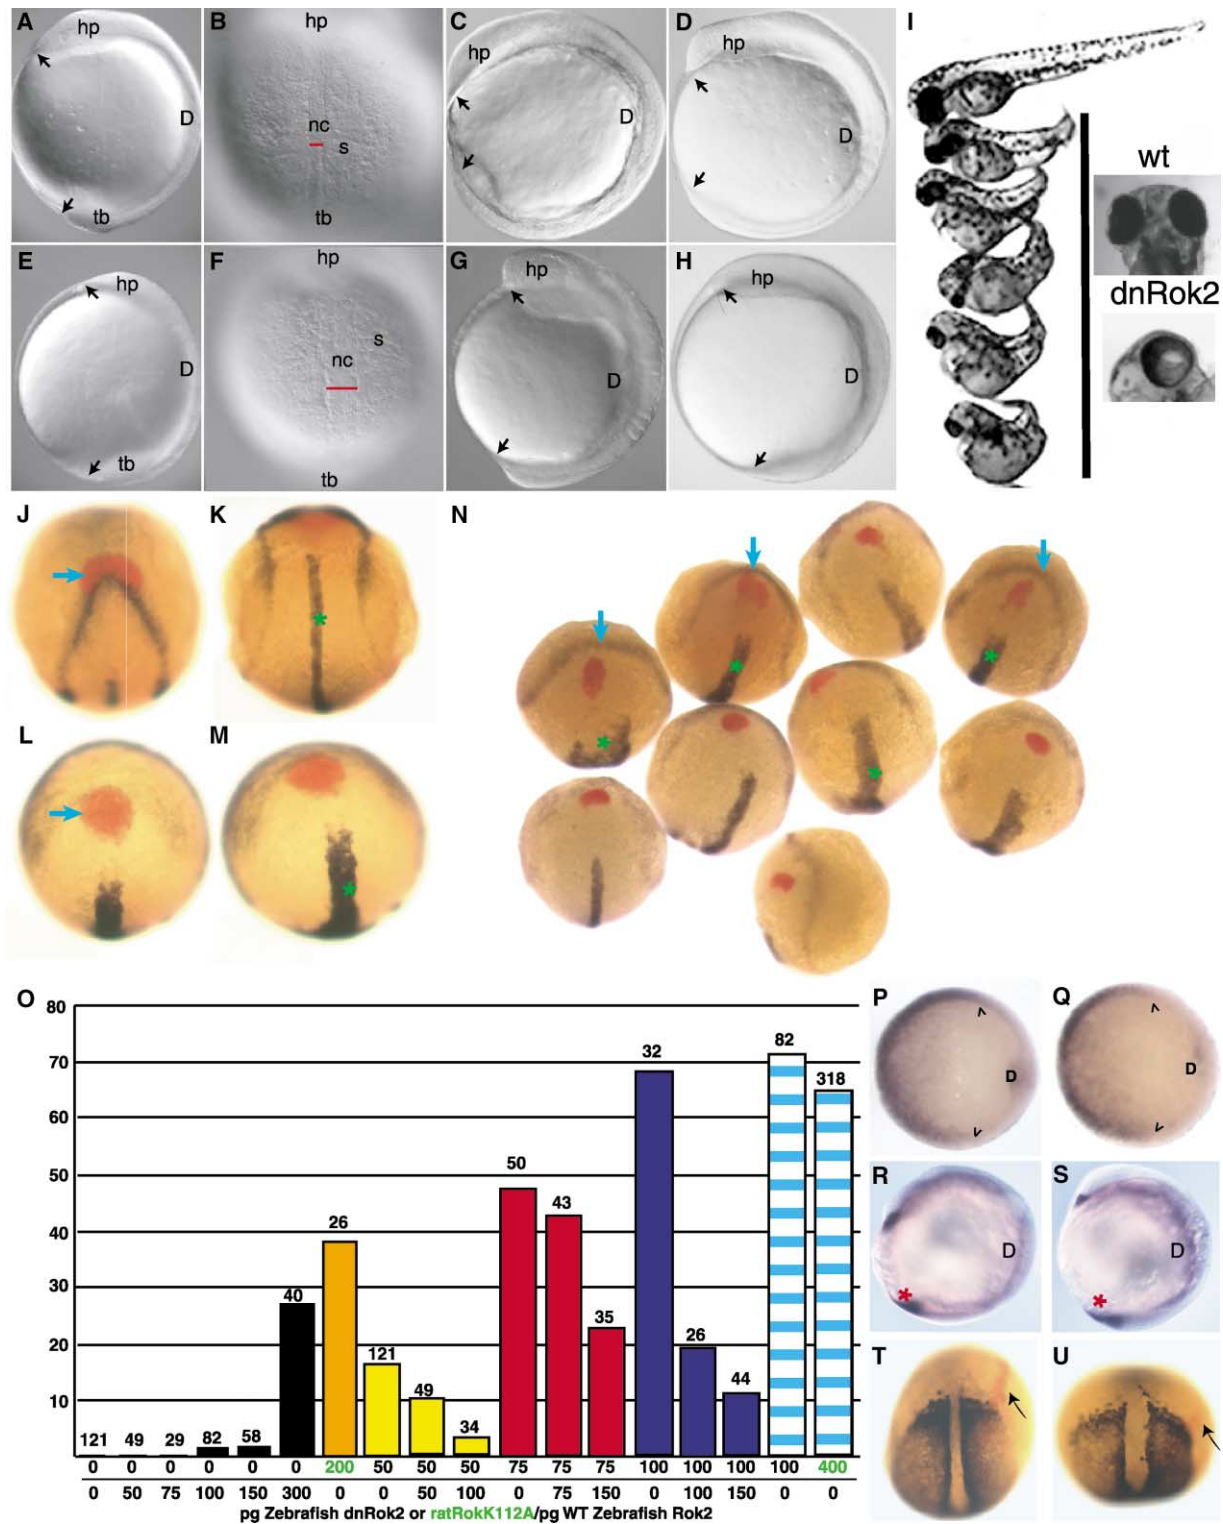 A
hp
D
tb
B
hp
nc
s
tb
C
hp
D
D
hp
D
I
wt
dnRok2
E
hp
D
tb
F
hp
s
nc
tb
G
hp
D
H
hp
D
J
K
*
N
*
*
*
*
L
M
*
O
80
70
60
50
40
30
20
10
121 49 29 82 58 40 26 121 49 34 50 43 35 32 26 44 82 318
0 0 0 0 0 0 200 50 50 50 75 75 75 100 100 100 100 400
0 50 75 100 150 300 0 0 50 100 0 75 150 0 100 150 0 0
pg Zebrafish dnRok2 or ratRokK112A/pg WT Zebrafish Rok2
P
D
Q
D
R
D
*
S
D
*
T
U